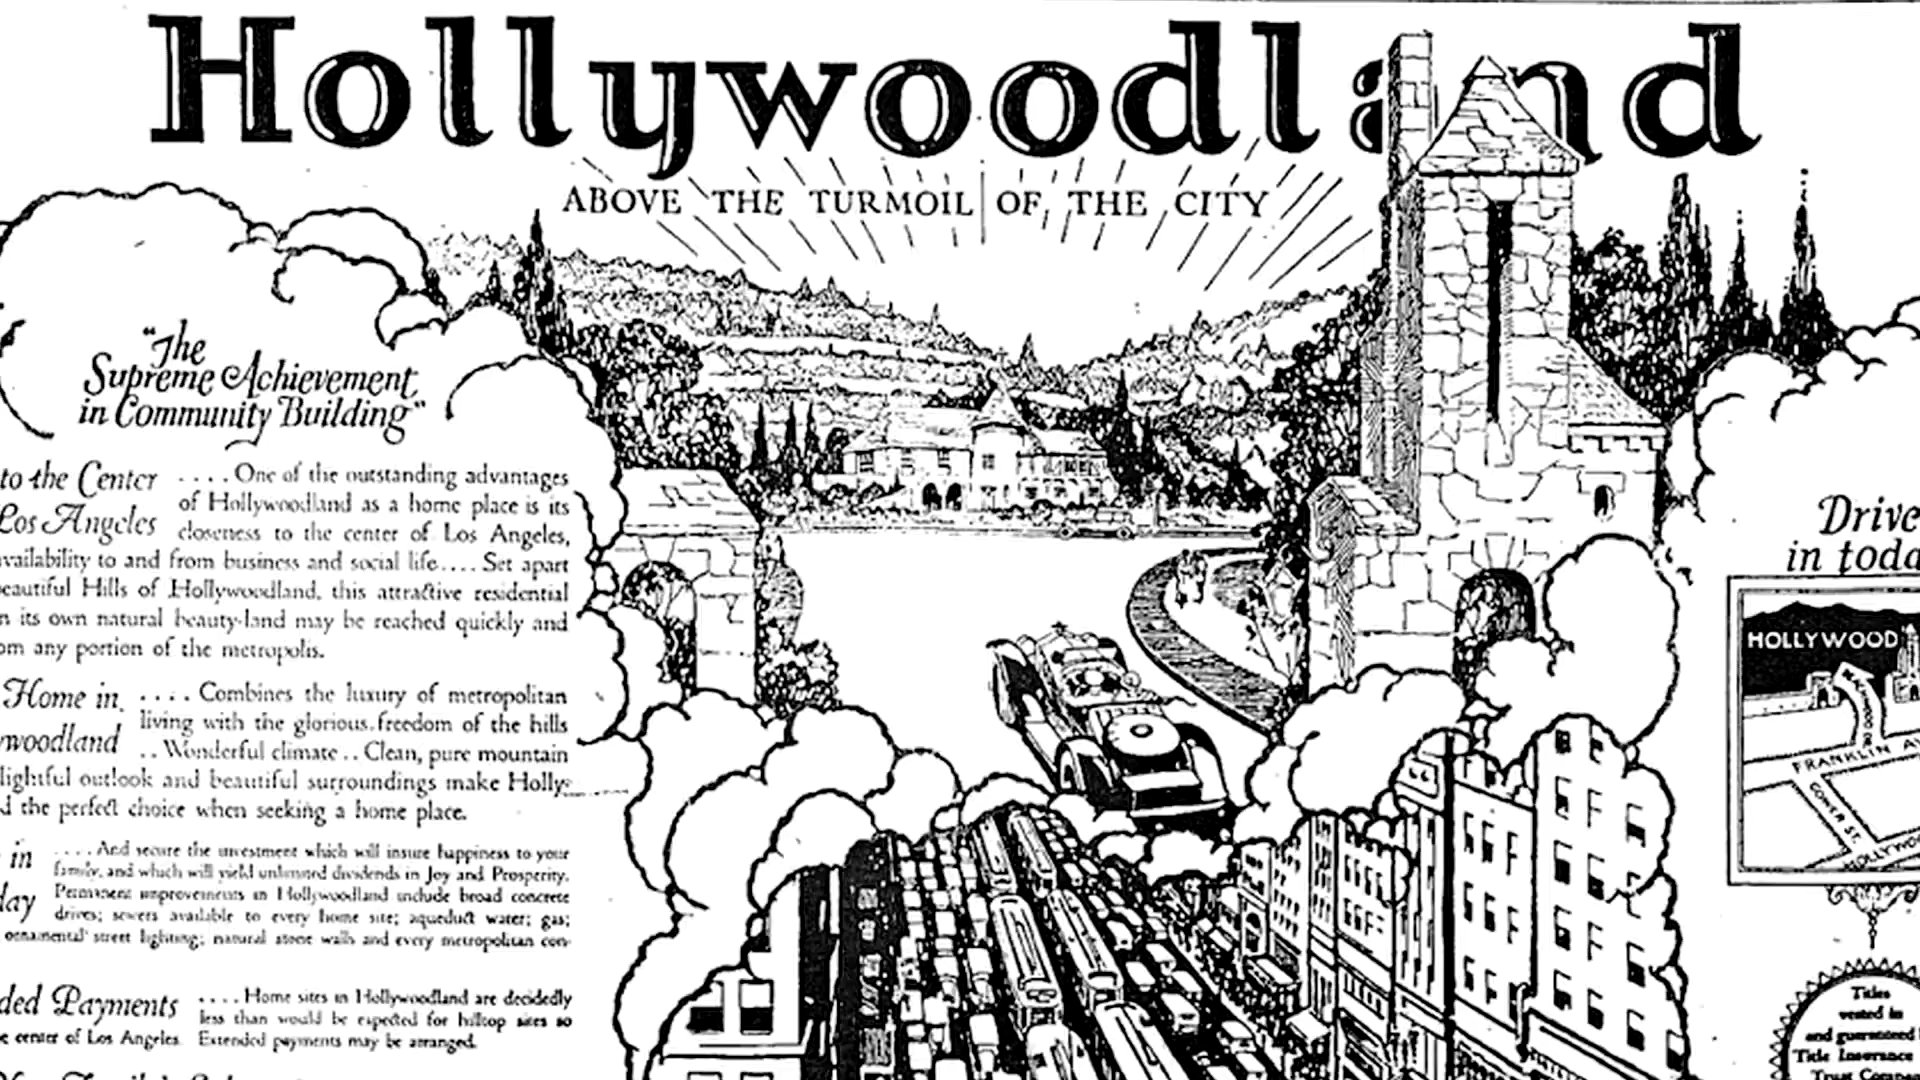 Hollywoodland
ABOVE THE TURMOIL OF THE CITY
"The
Supreme Achievement
in Community Building"
to the Center
Los Angeles
....One of the outstanding advantages
of Hollywoodland as a home place is its
closeness to the center of Los Angeles,
availability to and from business and social life....Set apart
beautiful Hills of Hollywoodland, this attractive residential
in its own natural beauty-land may be reached quickly and
om any portion of the metropolis.
Home in
ywoodland
....Combines the luxury of metropolitan
living with the glorious freedom of the hills
..Wonderful climate..Clean, pure mountain
lightful outlook and beautiful surroundings make Holly-
d the perfect choice when seeking a home place.
in
day
....And secure the investment which will insure happiness to your
family, and which will yield unlimited dividends in Joy and Prosperity.
Permanent improvements in Hollywoodland include broad concrete
drives; sewers available to every home site; aqueduct water; gas;
ornamental street lighting; natural stone walls and every metropolitan con-
ded Payments
....Home sites in Hollywoodland are decidedly
less than would be expected for hilltop sites so
e center of Los Angeles. Extended payments may be arranged.
Drive
in toda
HOLLYWOOD
BEACHWOOD
FRANKLIN AV
GOWER ST.
HOLLYWO
Titles
vested in
and guaranteed
Title Insurance
Trust Compan